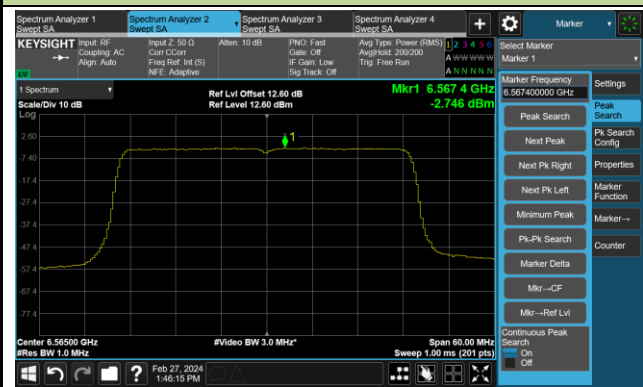 Spectrum Analyzer 1
Swept SA
Spectrum Analyzer 2
Swept SA
Spectrum Analyzer 3
Swept SA
Spectrum Analyzer 4
Swept SA
+
Marker
KEYSIGHT
Input: RF
Coupling: AC
Align: Auto
Input Z: 50 Ω
Corr CCorr
Freq Ref: Int (S)
NFE: Adaptive
Atten: 10 dB
PNO: Fast
Gate: Off
IF Gain: Low
Sig Track: Off
Avg Type: Power (RMS)
Avg|Hold: 200/200
Trig: Free Run
1 2 3 4 5 6
A W W W W W
A N N N N N
Select Marker
Marker 1
1 Spectrum
Scale/Div 10 dB
Log
Ref Lvl Offset 12.60 dB
Ref Level 12.60 dBm
Mkr1 6.567 4 GHz
-2.746 dBm
1
2.60
-7.40
-17.4
-27.4
-37.4
-47.4
-57.4
-67.4
-77.4
Center 6.56500 GHz
#Res BW 1.0 MHz
#Video BW 3.0 MHz*
Span 60.00 MHz
Sweep 1.00 ms (201 pts)
Marker Frequency
6.567400000 GHz
Peak Search
Next Peak
Next Pk Right
Next Pk Left
Minimum Peak
Pk-Pk Search
Marker Delta
Mkr→CF
Mkr→Ref Lvl
Continuous Peak
Search
On
Off
Settings
Peak
Search
Pk Search
Config
Properties
Marker
Function
Marker→
Counter
?
Feb 27, 2024
1:46:15 PM